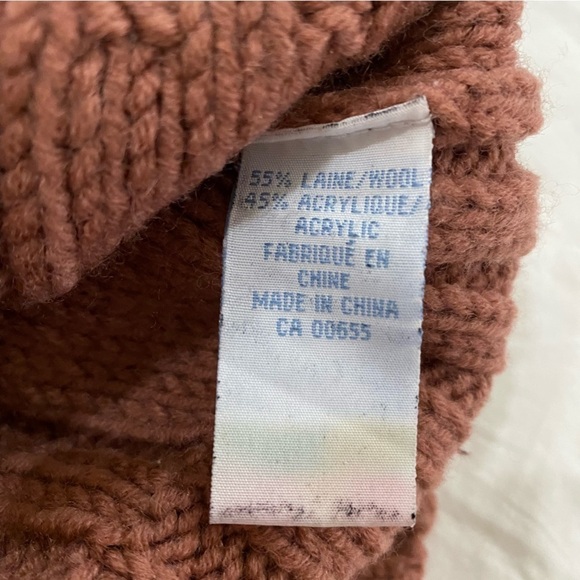 55% LAINE/WOOL
45% ACRYLIQUE/
ACRYLIC
FABRIQUÉ EN
CHINE
MADE IN CHINA
CA 00655